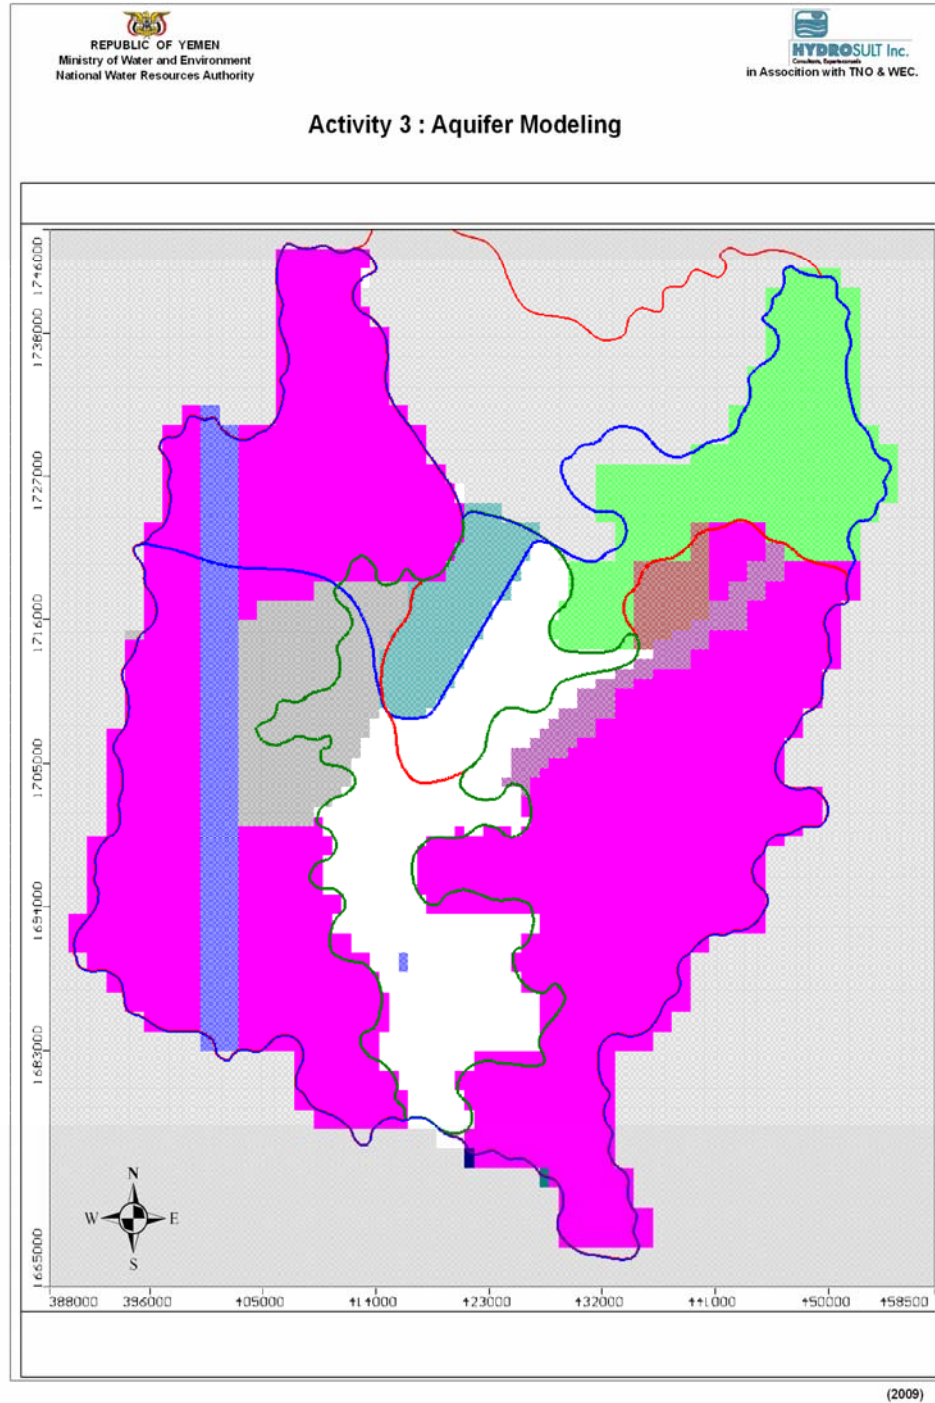 REPUBLIC OF YEMEN
Ministry of Water and Environment
National Water Resources Authority
HYDROSULT Inc.
in Assocition with TNO & WEC.
Activity 3 : Aquifer Modeling
1746000
1738000
1727000
1716000
1705000
1694000
1683000
1665000
N
W
E
S
388000 396000 405000 414000 423000 432000 441000 450000 458500
(2009)